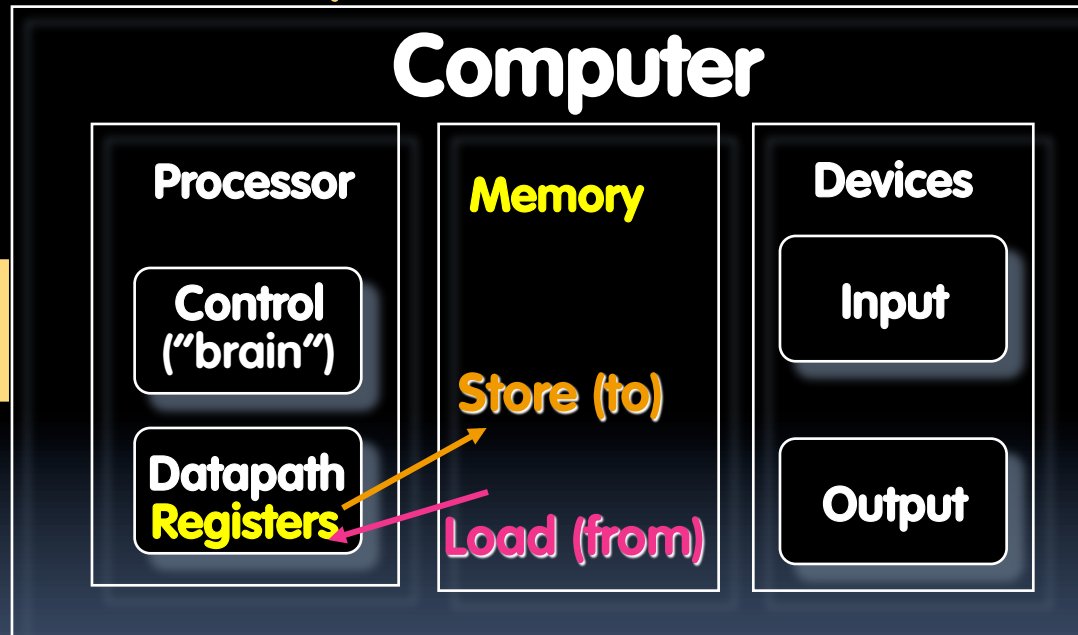 Computer
Processor
Control
("brain")
Datapath
Registers
Memory
Store (to)
Load (from)
Devices
Input
Output